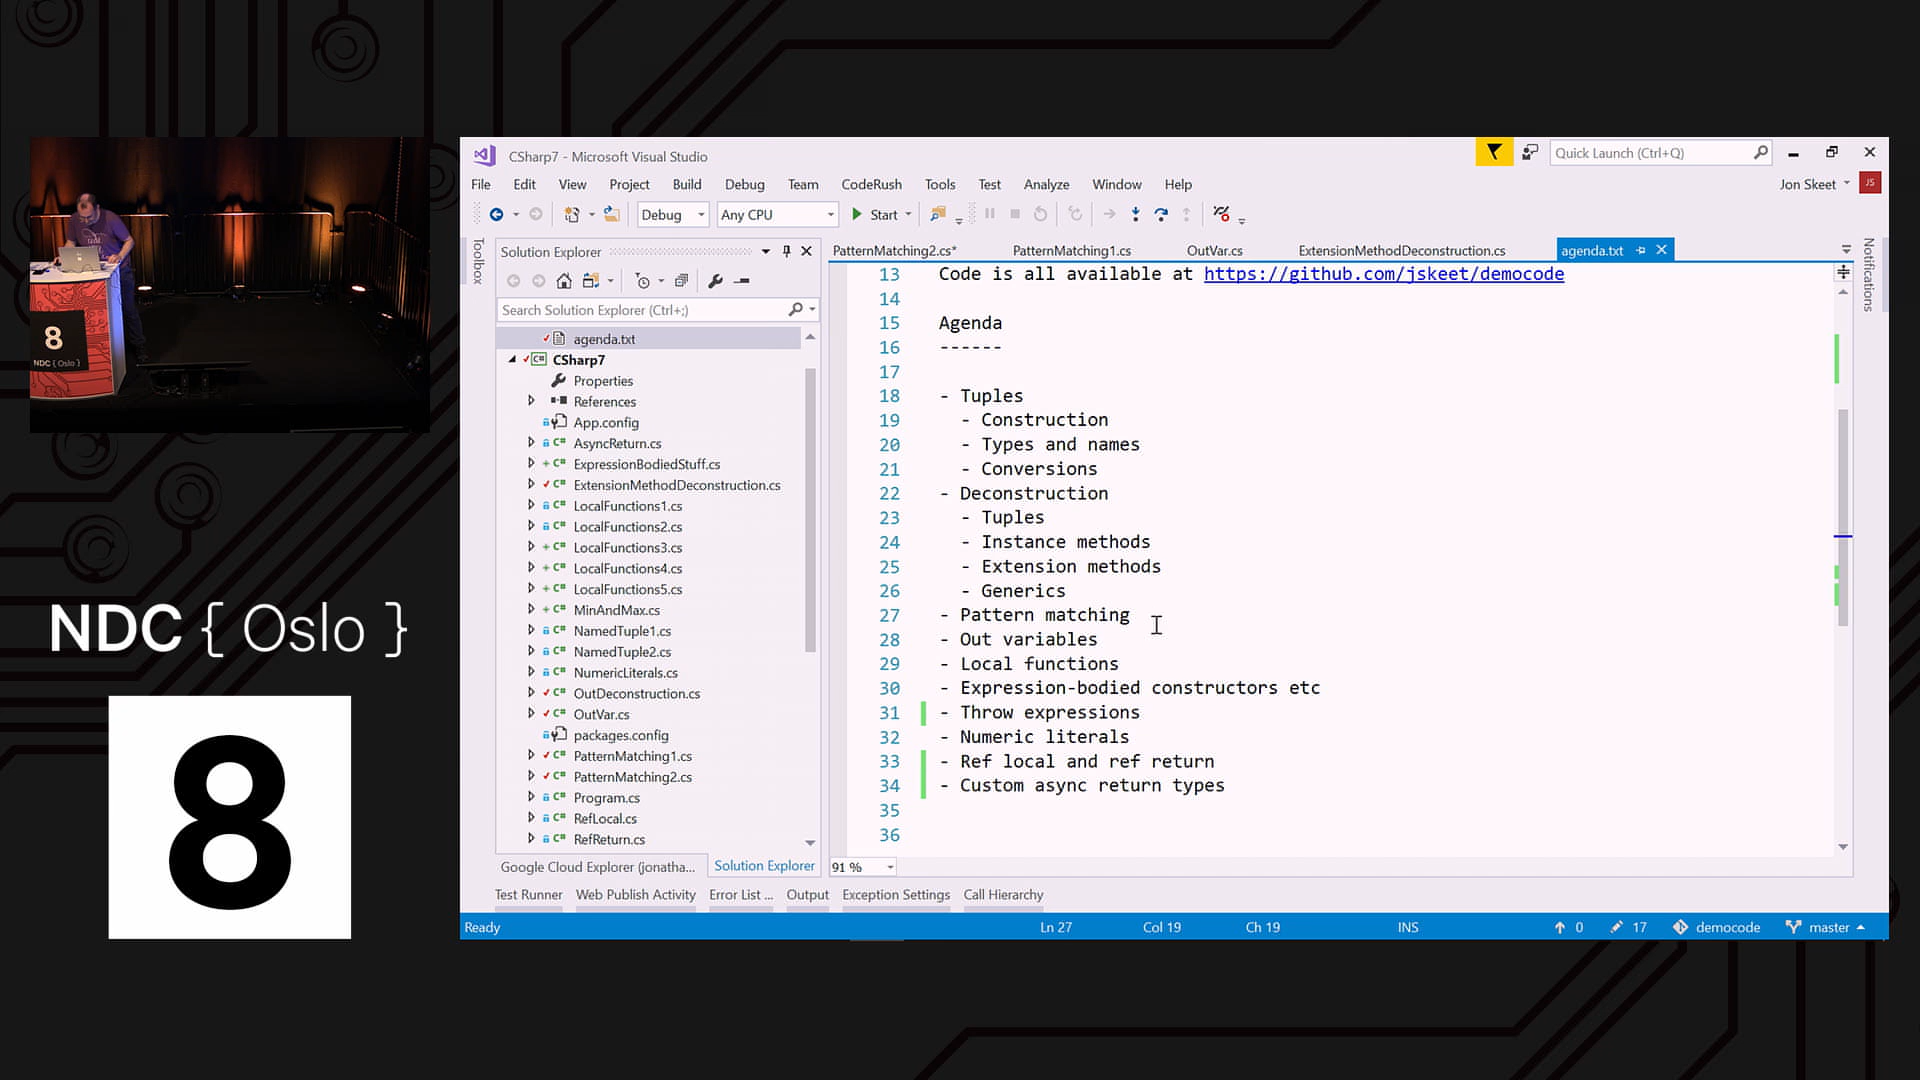 CSharp7 - Microsoft Visual Studio
Quick Launch (Ctrl+Q)
File Edit View Project Build Debug Team CodeRush Tools Test Analyze Window Help
Jon Skeet JS
Debug Any CPU Start
Toolbox
Solution Explorer
Search Solution Explorer (Ctrl+;)
agenda.txt
CSharp7
Properties
References
App.config
AsyncReturn.cs
ExpressionBodiedStuff.cs
ExtensionMethodDeconstruction.cs
LocalFunctions1.cs
LocalFunctions2.cs
LocalFunctions3.cs
LocalFunctions4.cs
LocalFunctions5.cs
MinAndMax.cs
NamedTuple1.cs
NamedTuple2.cs
NumericLiterals.cs
OutDeconstruction.cs
OutVar.cs
packages.config
PatternMatching1.cs
PatternMatching2.cs
Program.cs
RefLocal.cs
RefReturn.cs
Google Cloud Explorer (jonatha... Solution Explorer
PatternMatching2.cs* PatternMatching1.cs OutVar.cs ExtensionMethodDeconstruction.cs agenda.txt
13 Code is all available at https://github.com/jskeet/democode
14
15 Agenda
16 ------
17
18 - Tuples
19 - Construction
20 - Types and names
21 - Conversions
22 - Deconstruction
23 - Tuples
24 - Instance methods
25 - Extension methods
26 - Generics
27 - Pattern matching
28 - Out variables
29 - Local functions
30 - Expression-bodied constructors etc
31 - Throw expressions
32 - Numeric literals
33 - Ref local and ref return
34 - Custom async return types
35
36
91 %
Notifications
Test Runner Web Publish Activity Error List ... Output Exception Settings Call Hierarchy
Ready Ln 27 Col 19 Ch 19 INS 0 17 democode master
8
NDC { Oslo }
NDC { Oslo }
8